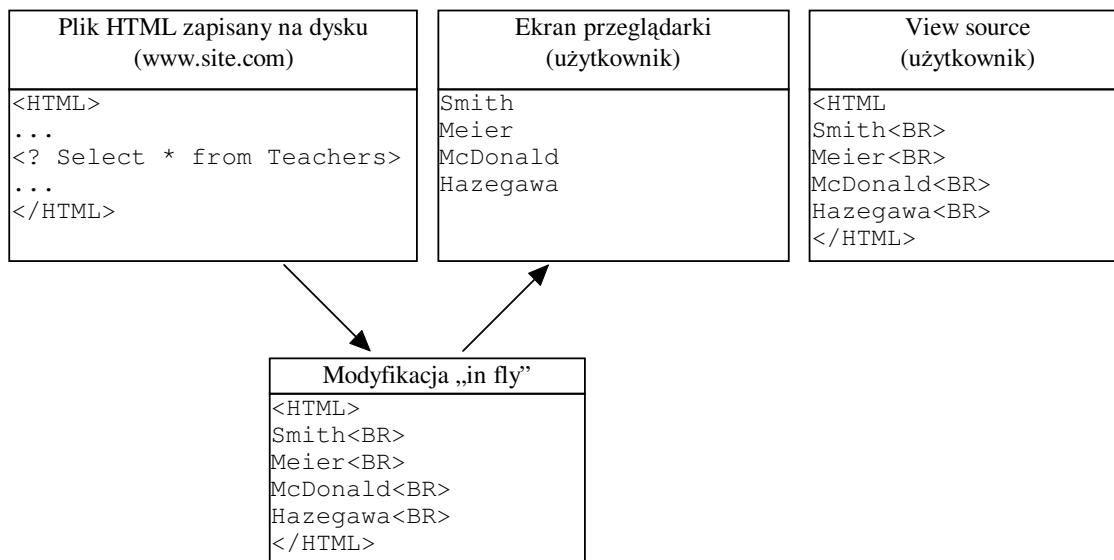 Plik HTML zapisany na dysku
(www.site.com)
<HTML>
...
<? Select * from Teachers>
...
</HTML>
Ekran przeglądarki
(użytkownik)
Smith
Meier
McDonald
Hazegawa
View source
(użytkownik)
<HTML
Smith<BR>
Meier<BR>
McDonald<BR>
Hazegawa<BR>
</HTML>
Modyfikacja „in fly”
<HTML>
Smith<BR>
Meier<BR>
McDonald<BR>
Hazegawa<BR>
</HTML>